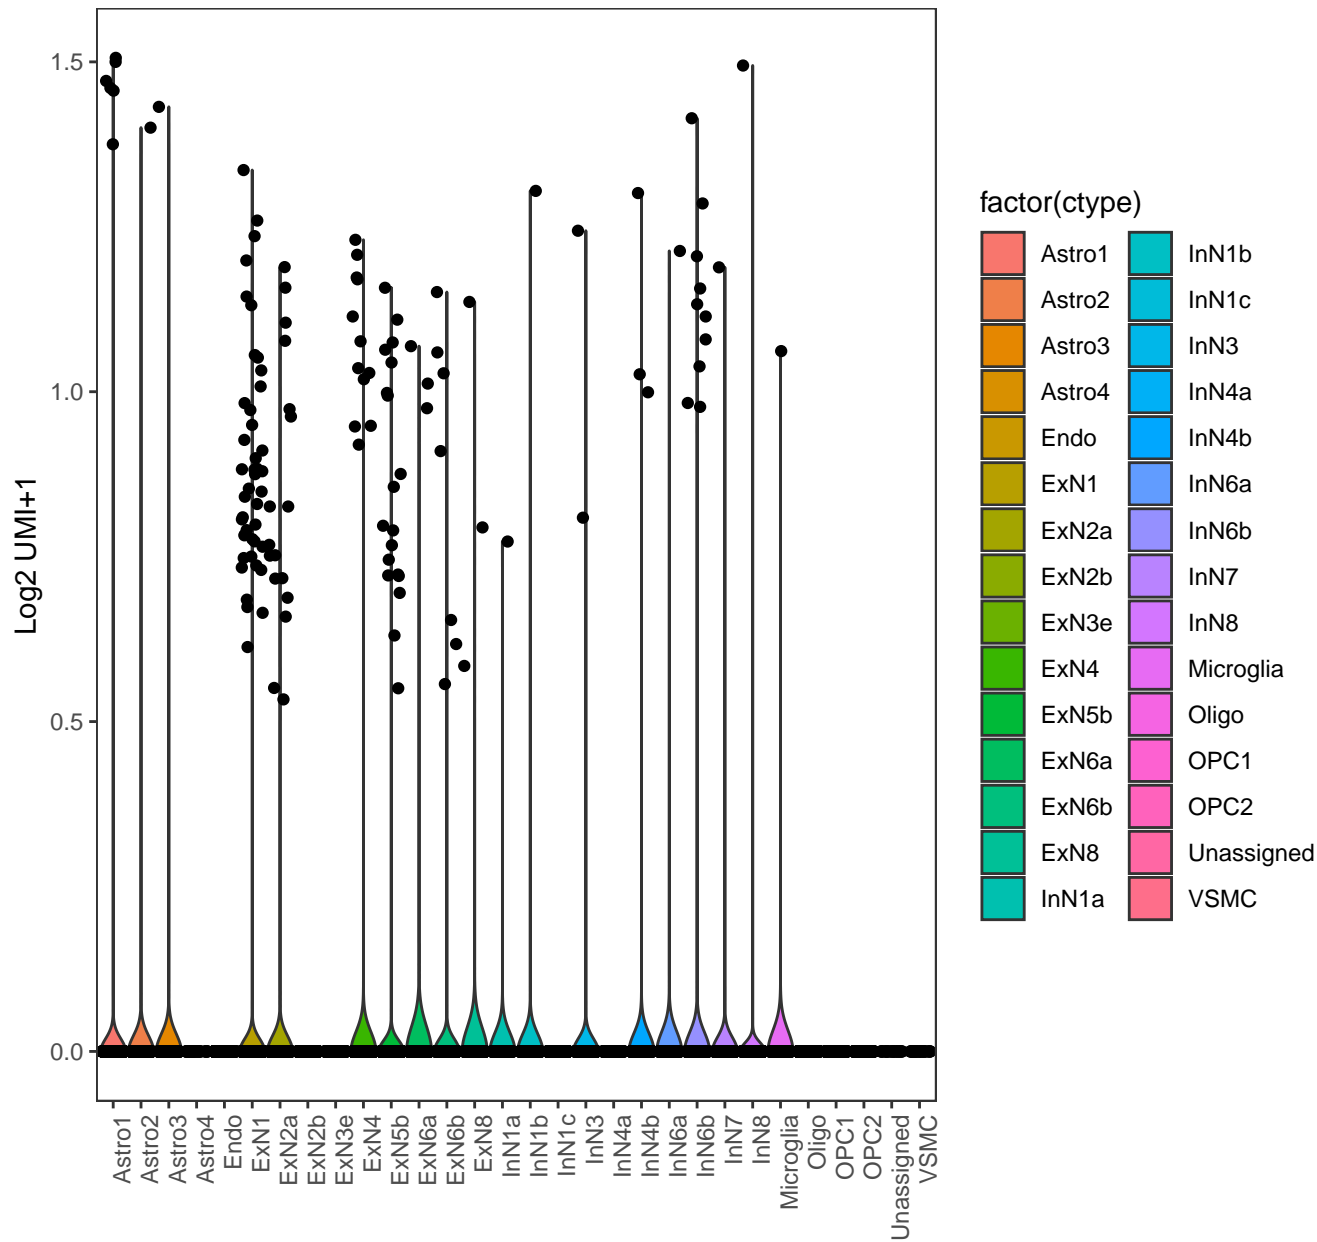 Log2 UMI+1
1.5
1.0
0.5
0.0
Astro1
Astro2
Astro3
Astro4
Endo
ExN1
ExN2a
ExN2b
ExN3e
ExN4
ExN5b
ExN6a
ExN6b
ExN8
InN1a
InN1b
InN1c
InN3
InN4a
InN4b
InN6a
InN6b
InN7
InN8
Microglia
Oligo
OPC1
OPC2
Unassigned
VSMC
factor(ctype)
Astro1
Astro2
Astro3
Astro4
Endo
ExN1
ExN2a
ExN2b
ExN3e
ExN4
ExN5b
ExN6a
ExN6b
ExN8
InN1a
InN1b
InN1c
InN3
InN4a
InN4b
InN6a
InN6b
InN7
InN8
Microglia
Oligo
OPC1
OPC2
Unassigned
VSMC